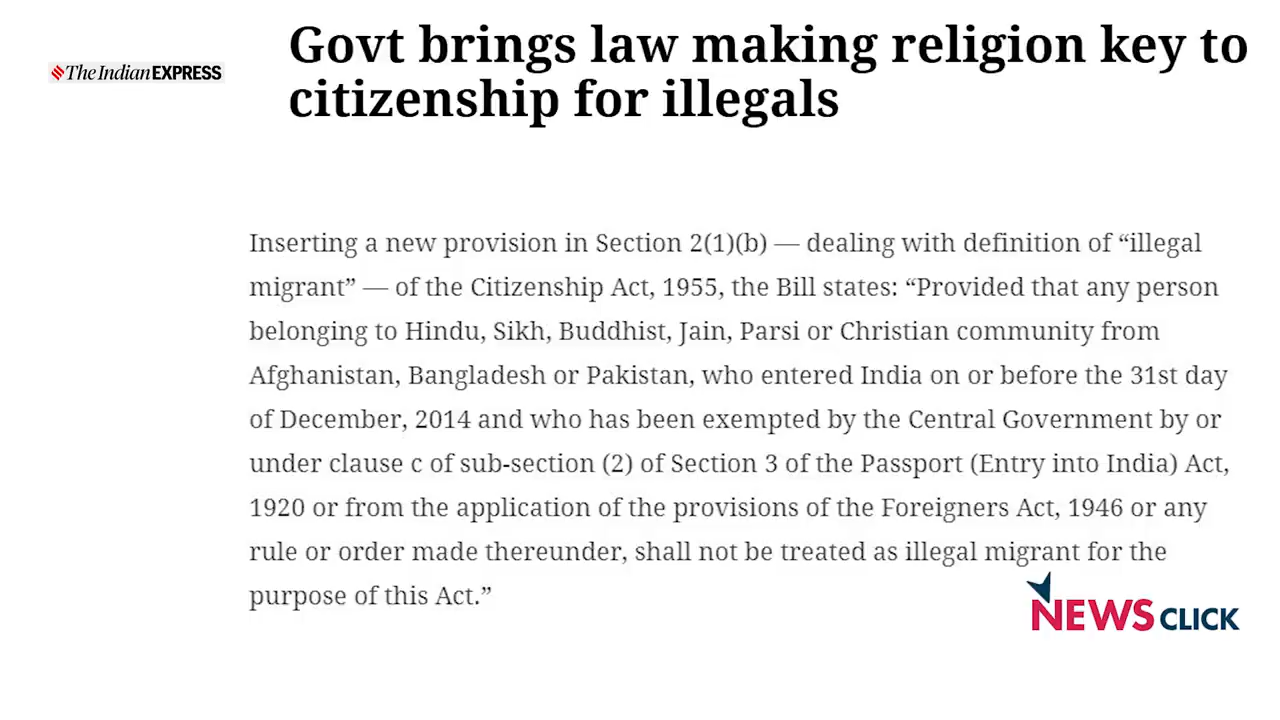 The Indian EXPRESS
Govt brings law making religion key to
citizenship for illegals
Inserting a new provision in Section 2(1)(b) — dealing with definition of “illegal
migrant” — of the Citizenship Act, 1955, the Bill states: “Provided that any person
belonging to Hindu, Sikh, Buddhist, Jain, Parsi or Christian community from
Afghanistan, Bangladesh or Pakistan, who entered India on or before the 31st day
of December, 2014 and who has been exempted by the Central Government by or
under clause c of sub-section (2) of Section 3 of the Passport (Entry into India) Act,
1920 or from the application of the provisions of the Foreigners Act, 1946 or any
rule or order made thereunder, shall not be treated as illegal migrant for the
purpose of this Act.”
NEWS CLICK